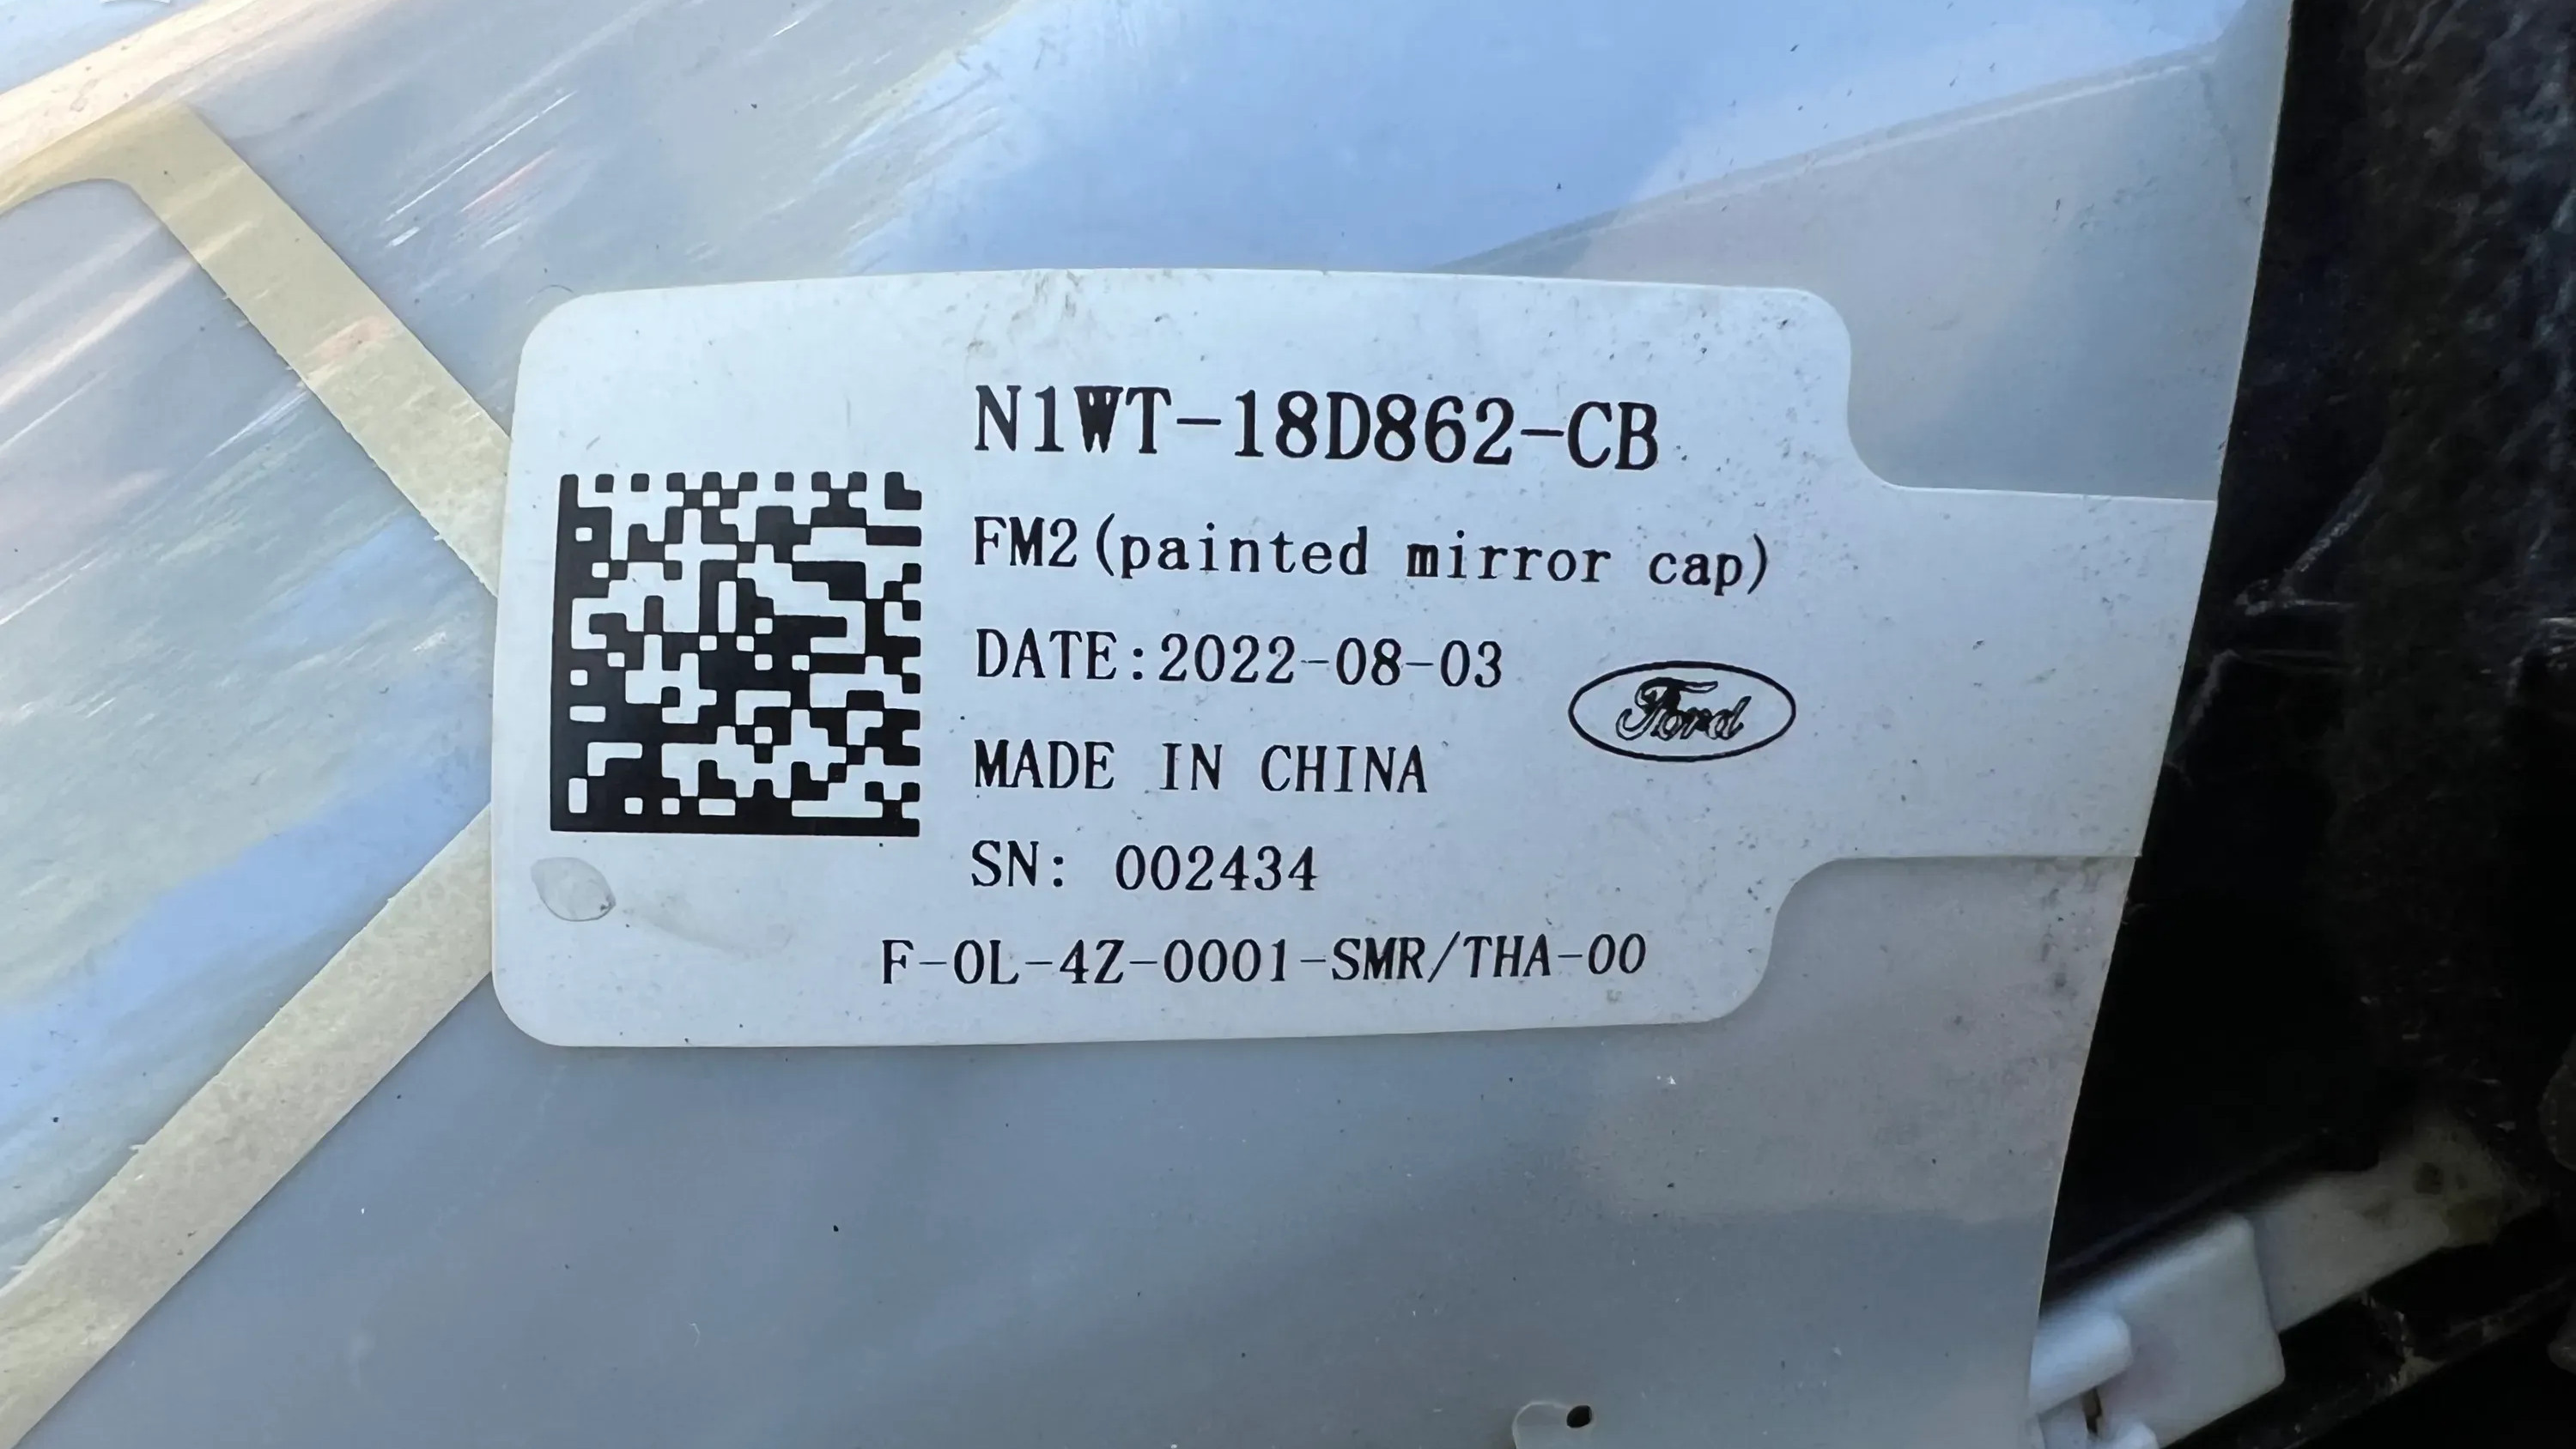 N1WT-18D862-CB
FM2(painted mirror cap)
DATE:2022-08-03
Ford
MADE IN CHINA
SN: 002434
F-OL-4Z-0001-SMR/THA-00